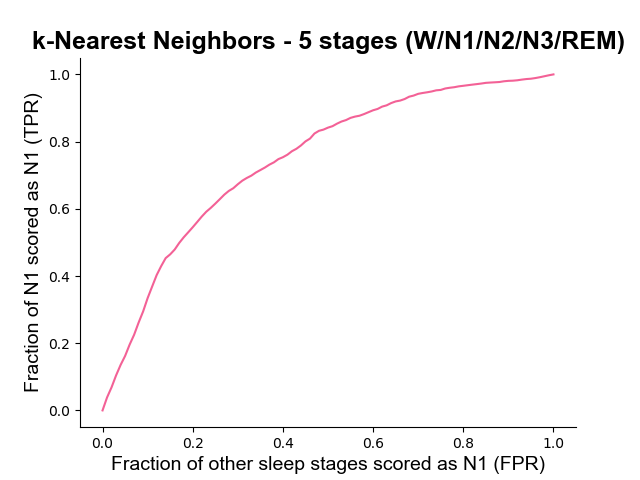 k-Nearest Neighbors - 5 stages (W/N1/N2/N3/REM)
Fraction of N1 scored as N1 (TPR)
1.0
0.8
0.6
0.4
0.2
0.0
0.0 0.2 0.4 0.6 0.8 1.0
Fraction of other sleep stages scored as N1 (FPR)